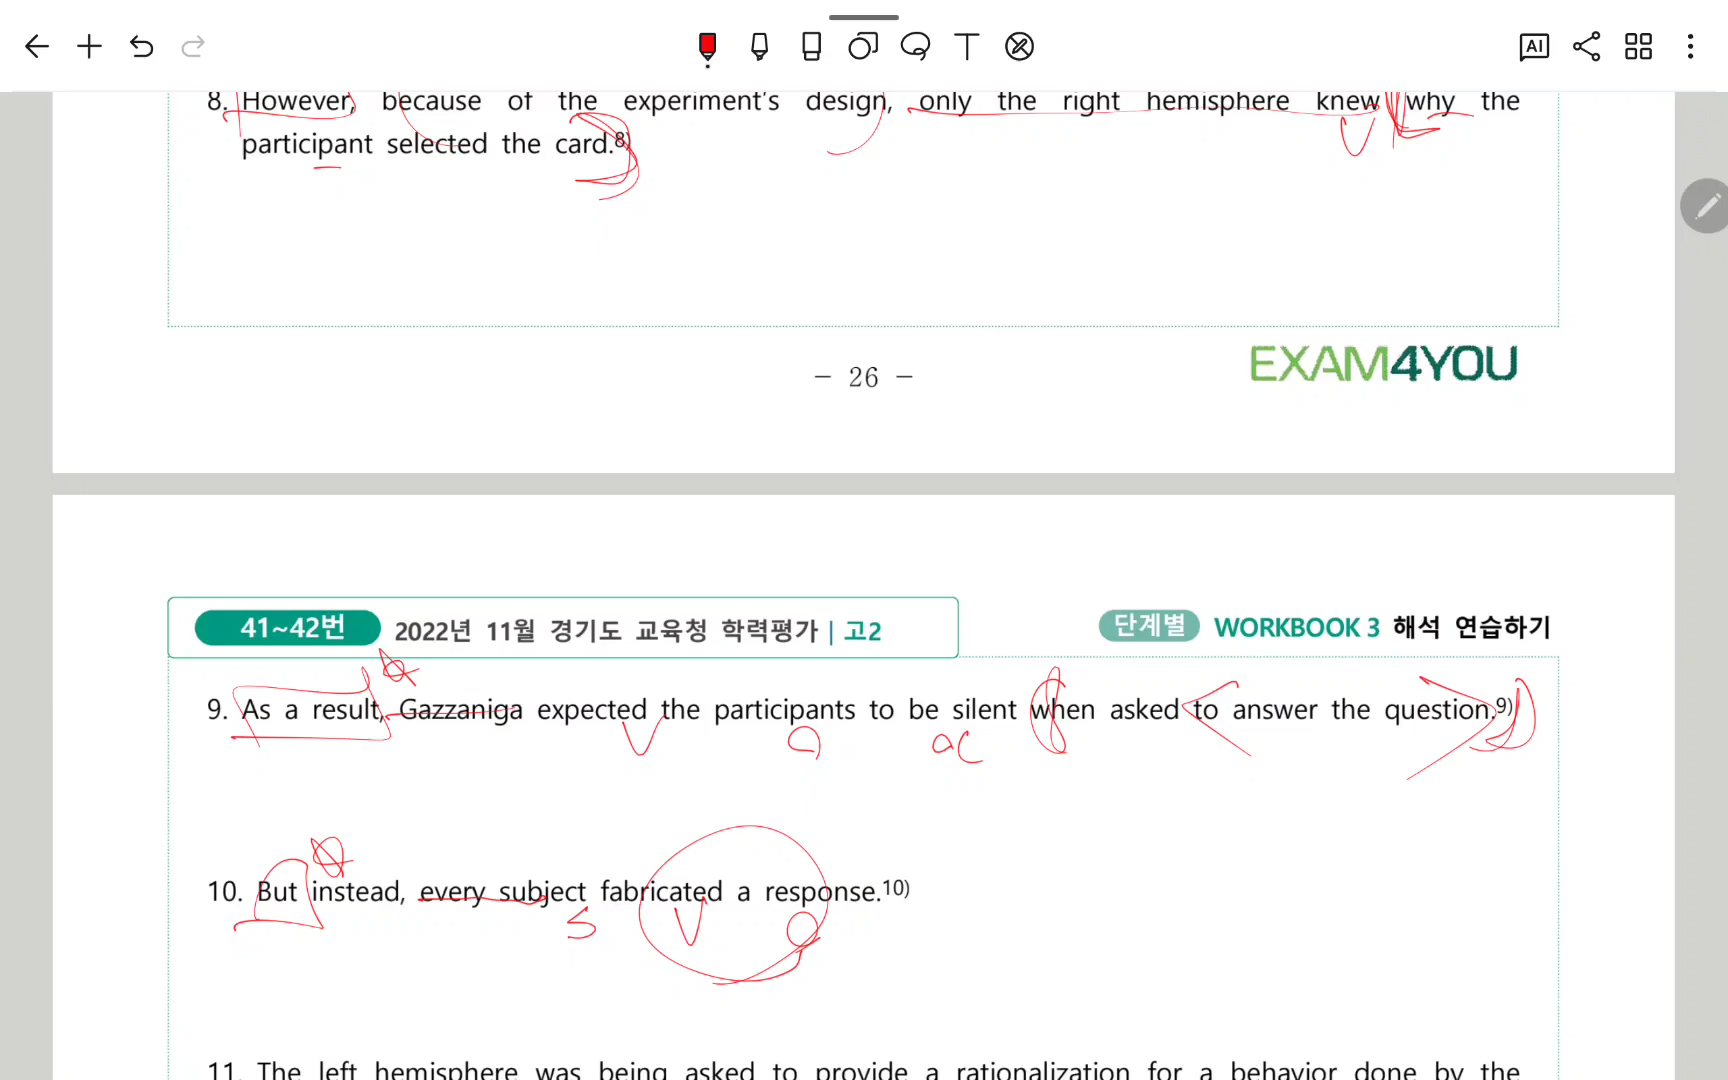 AI
8. However, because of the experiment's design, only the right hemisphere knew why the
participant selected the card.8)
- 26 -
EXAM4YOU
41~42번 2022년 11월 경기도 교육청 학력평가 | 고2
단계별 WORKBOOK 3 해석 연습하기
9. As a result, Gazzaniga expected the participants to be silent when asked to answer the question.9)
V O OC
10. But instead, every subject fabricated a response.10)
S V O
11. The left hemisphere was being asked to provide a rationalization for a behavior done by the